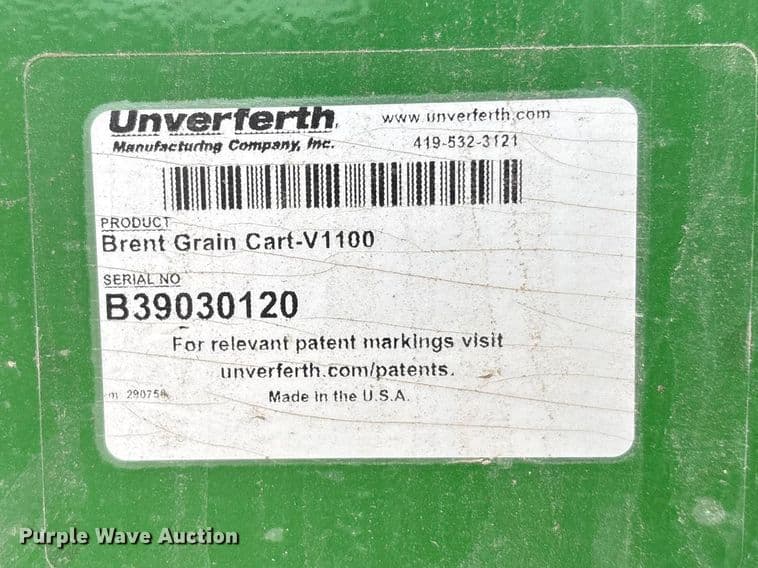 Unverferth
www.unverferth.com
Manufacturing Company, Inc.
419-532-3121
PRODUCT
Brent Grain Cart-V1100
SERIAL NO
B39030120
For relevant patent markings visit
unverferth.com/patents.
290758
Made in the U.S.A.
Purple Wave Auction